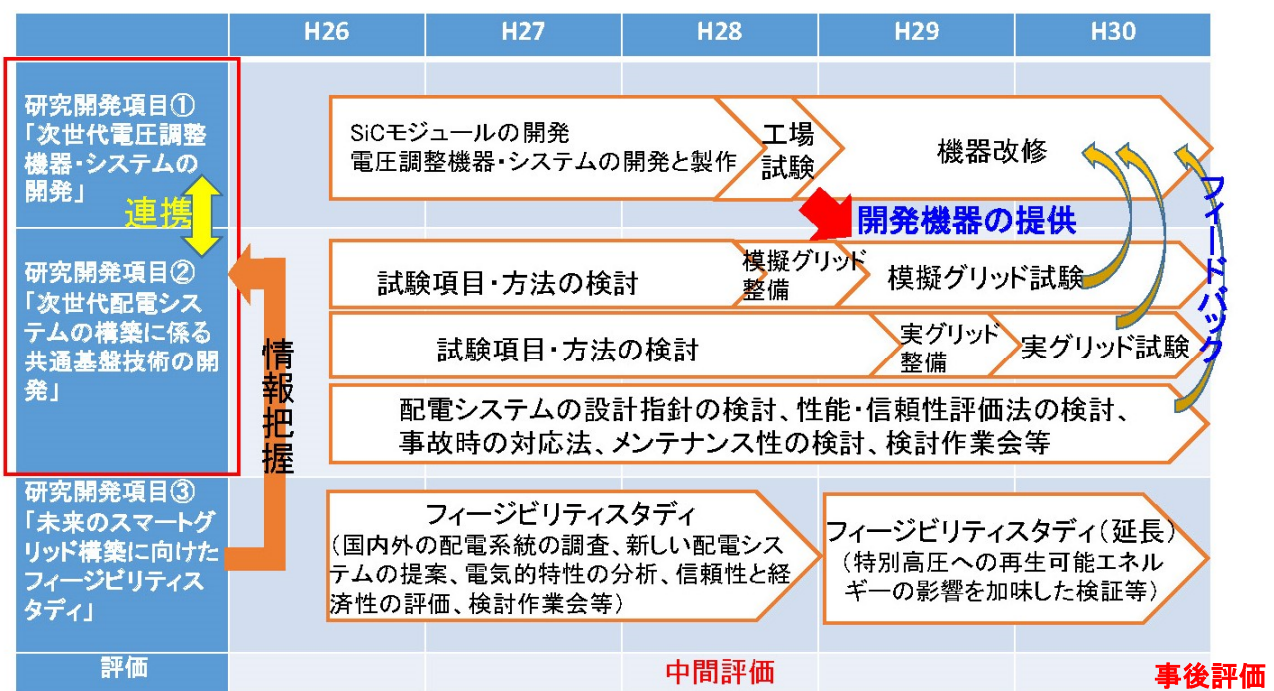 H26
H27
H28
H29
H30
研究開発項目①
「次世代電圧調整
機器・システムの
開発」
SiCモジュールの開発
電圧調整機器・システムの開発と製作
工場
試験
機器改修
連携
開発機器の提供
フィードバック
研究開発項目②
「次世代配電シス
テムの構築に係る
共通基盤技術の開
発」
試験項目・方法の検討
模擬グリッド
整備
模擬グリッド試験
試験項目・方法の検討
実グリッド
整備
実グリッド試験
情報把握
配電システムの設計指針の検討、性能・信頼性評価法の検討、
事故時の対応法、メンテナンス性の検討、検討作業会等
研究開発項目③
「未来のスマートグ
リッド構築に向けた
フィージビリティス
タディ」
フィージビリティスタディ
(国内外の配電系統の調査、新しい配電シス
テムの提案、電気的特性の分析、信頼性と経
済性の評価、検討作業会等)
フィージビリティスタディ(延長)
(特別高圧への再生可能エネル
ギーの影響を加味した検証等)
評価
中間評価
事後評価